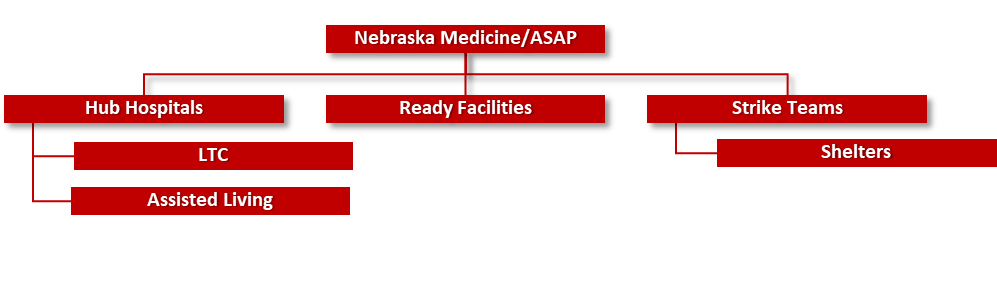 Nebraska Medicine/ASAP
Hub Hospitals
Ready Facilities
Strike Teams
LTC
Shelters
Assisted Living